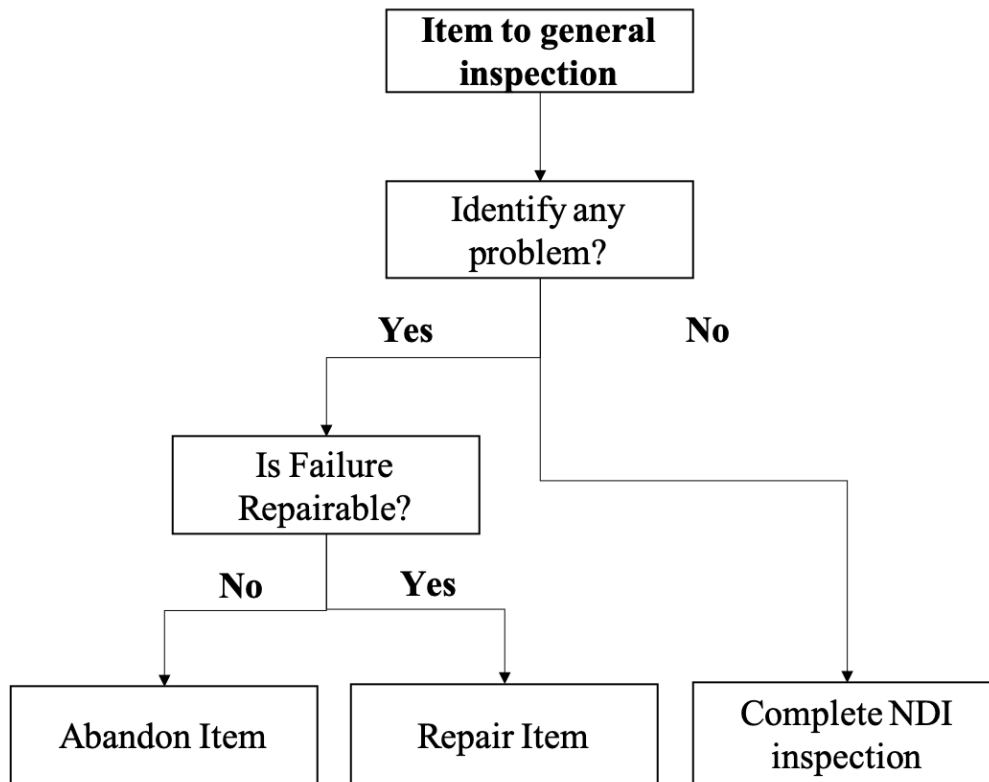 Item to general
inspection
Identify any
problem?
Yes
No
Is Failure
Repairable?
No
Yes
Abandon Item
Repair Item
Complete NDI
inspection